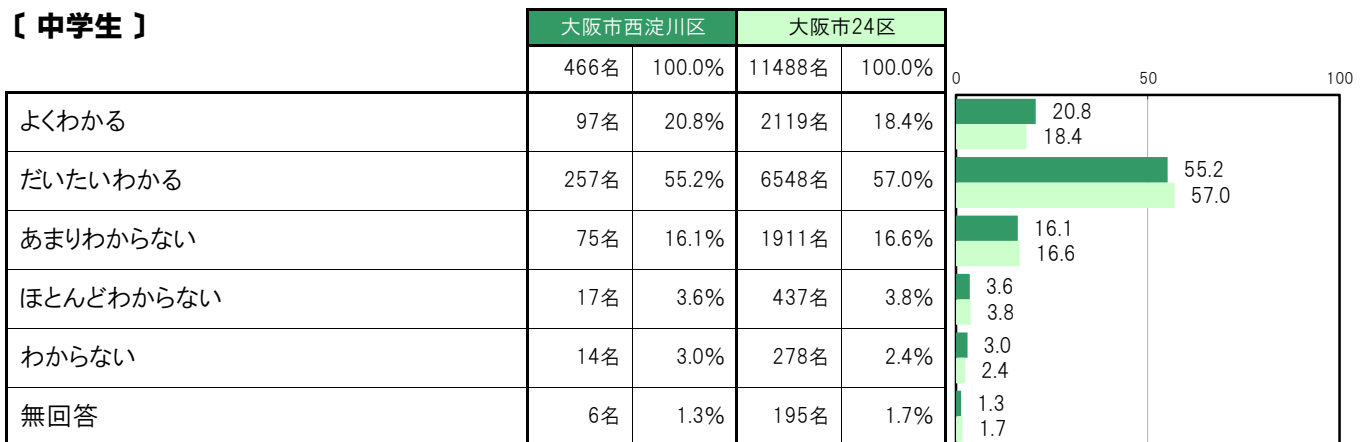 〔 中学生 〕
大阪市西淀川区 大阪市24区
466名 100.0% 11488名 100.0%
0 50 100
よくわかる 97名 20.8% 2119名 18.4%
20.8
18.4
だいたいわかる 257名 55.2% 6548名 57.0%
55.2
57.0
あまりわからない 75名 16.1% 1911名 16.6%
16.1
16.6
ほとんどわからない 17名 3.6% 437名 3.8%
3.6
3.8
わからない 14名 3.0% 278名 2.4%
3.0
2.4
無回答 6名 1.3% 195名 1.7%
1.3
1.7